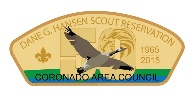 DANE G. HANSEN SCOUT RESERVATION
1965
2015
CORONADO AREA COUNCIL